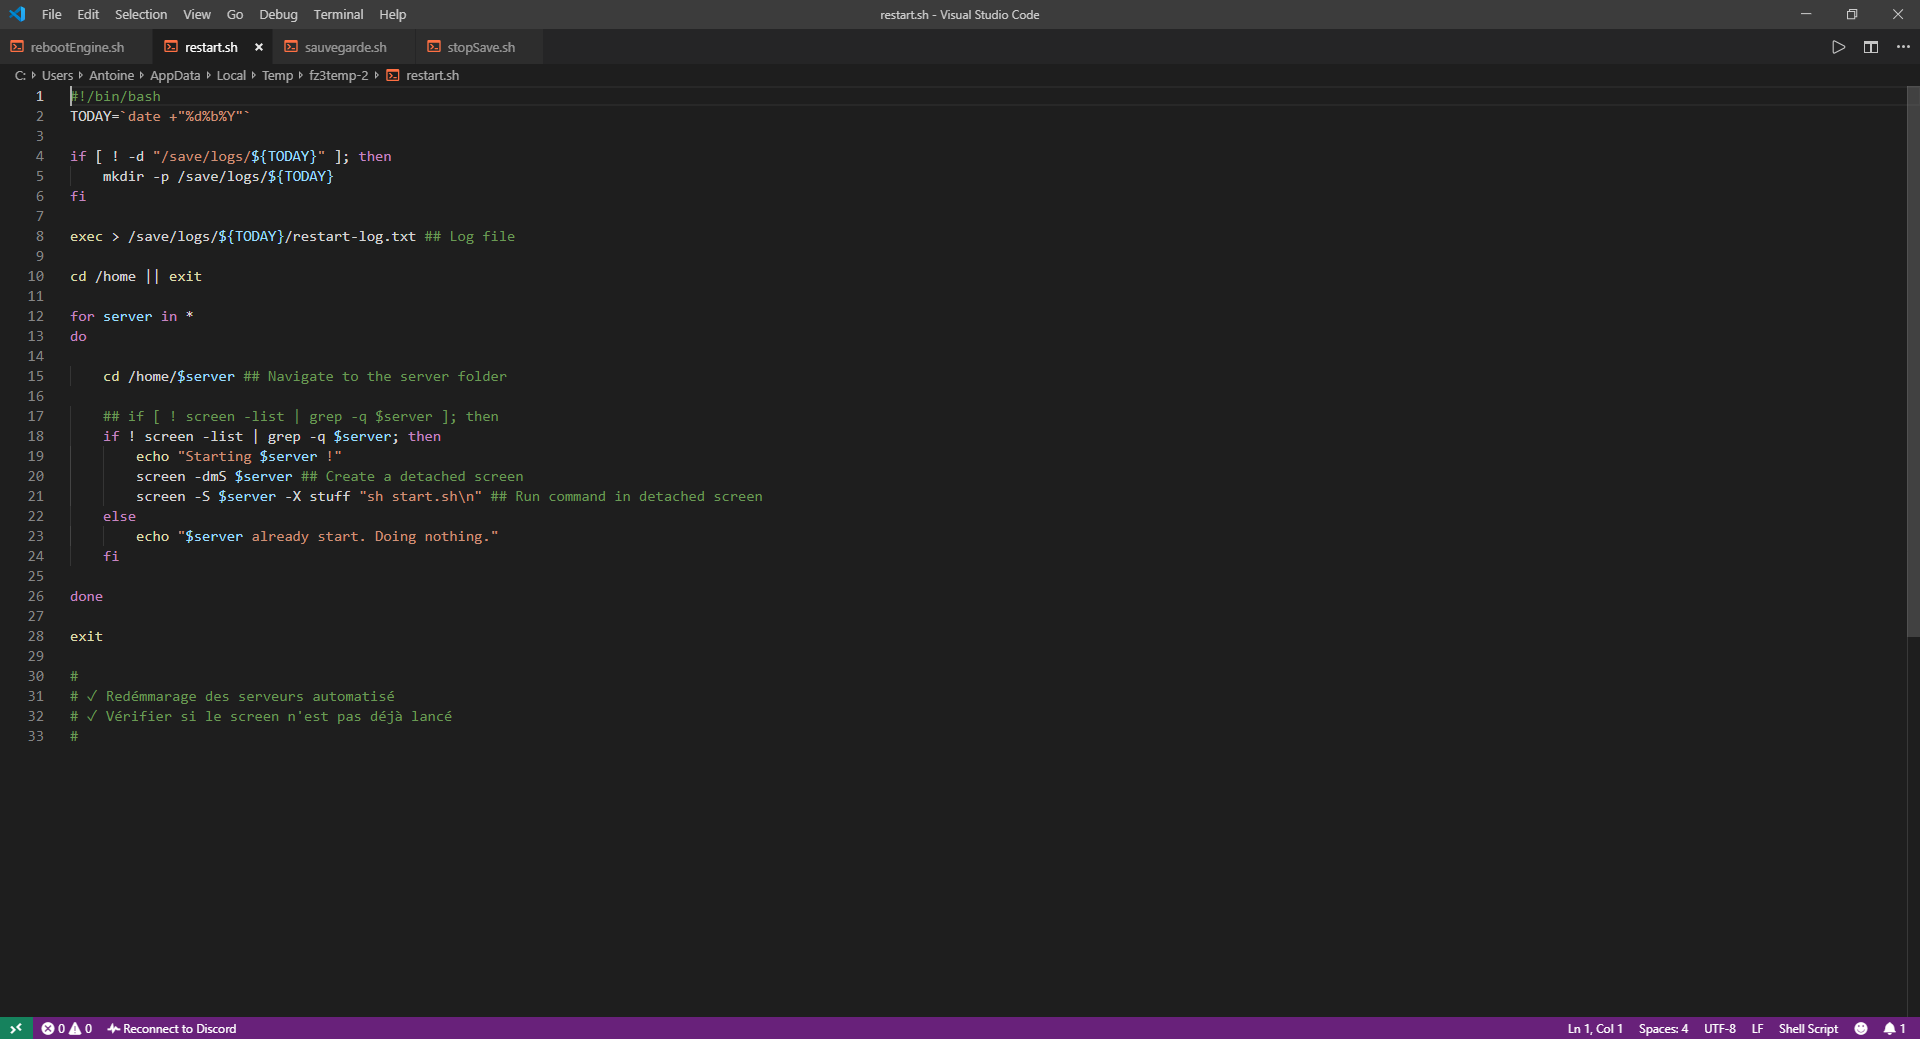 File Edit Selection View Go Debug Terminal Help
restart.sh - Visual Studio Code
rebootEngine.sh restart.sh sauvegarde.sh stopSave.sh
C: Users Antoine AppData Local Temp fz3temp-2 restart.sh
1 #!/bin/bash
2 TODAY=`date +"%d%b%Y"`
3
4 if [ ! -d "/save/logs/${TODAY}" ]; then
5 mkdir -p /save/logs/${TODAY}
6 fi
7
8 exec > /save/logs/${TODAY}/restart-log.txt ## Log file
9
10 cd /home || exit
11
12 for server in *
13 do
14
15 cd /home/$server ## Navigate to the server folder
16
17 ## if [ ! screen -list | grep -q $server ]; then
18 if ! screen -list | grep -q $server; then
19 echo "Starting $server !"
20 screen -dmS $server ## Create a detached screen
21 screen -S $server -X stuff "sh start.sh\n" ## Run command in detached screen
22 else
23 echo "$server already start. Doing nothing."
24 fi
25
26 done
27
28 exit
29
30 #
31 # ✓ Redémmarage des serveurs automatisé
32 # ✓ Vérifier si le screen n'est pas déjà lancé
33 #
0 0 Reconnect to Discord
Ln 1, Col 1 Spaces: 4 UTF-8 LF Shell Script 1